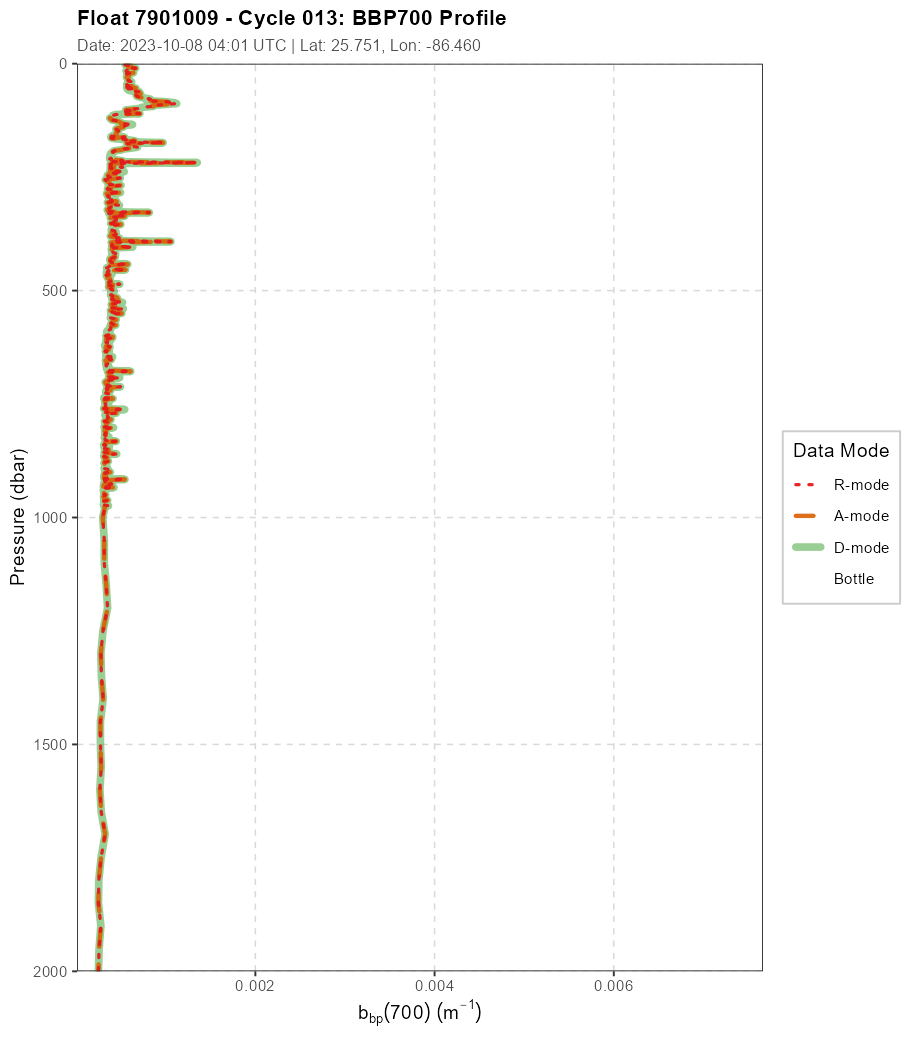 Float 7901009 - Cycle 013: BBP700 Profile
Date: 2023-10-08 04:01 UTC | Lat: 25.751, Lon: -86.460
0
500
1000
1500
2000
Pressure (dbar)
0.002
0.004
0.006
b_bp(700) (m⁻¹)
Data Mode
R-mode
A-mode
D-mode
Bottle